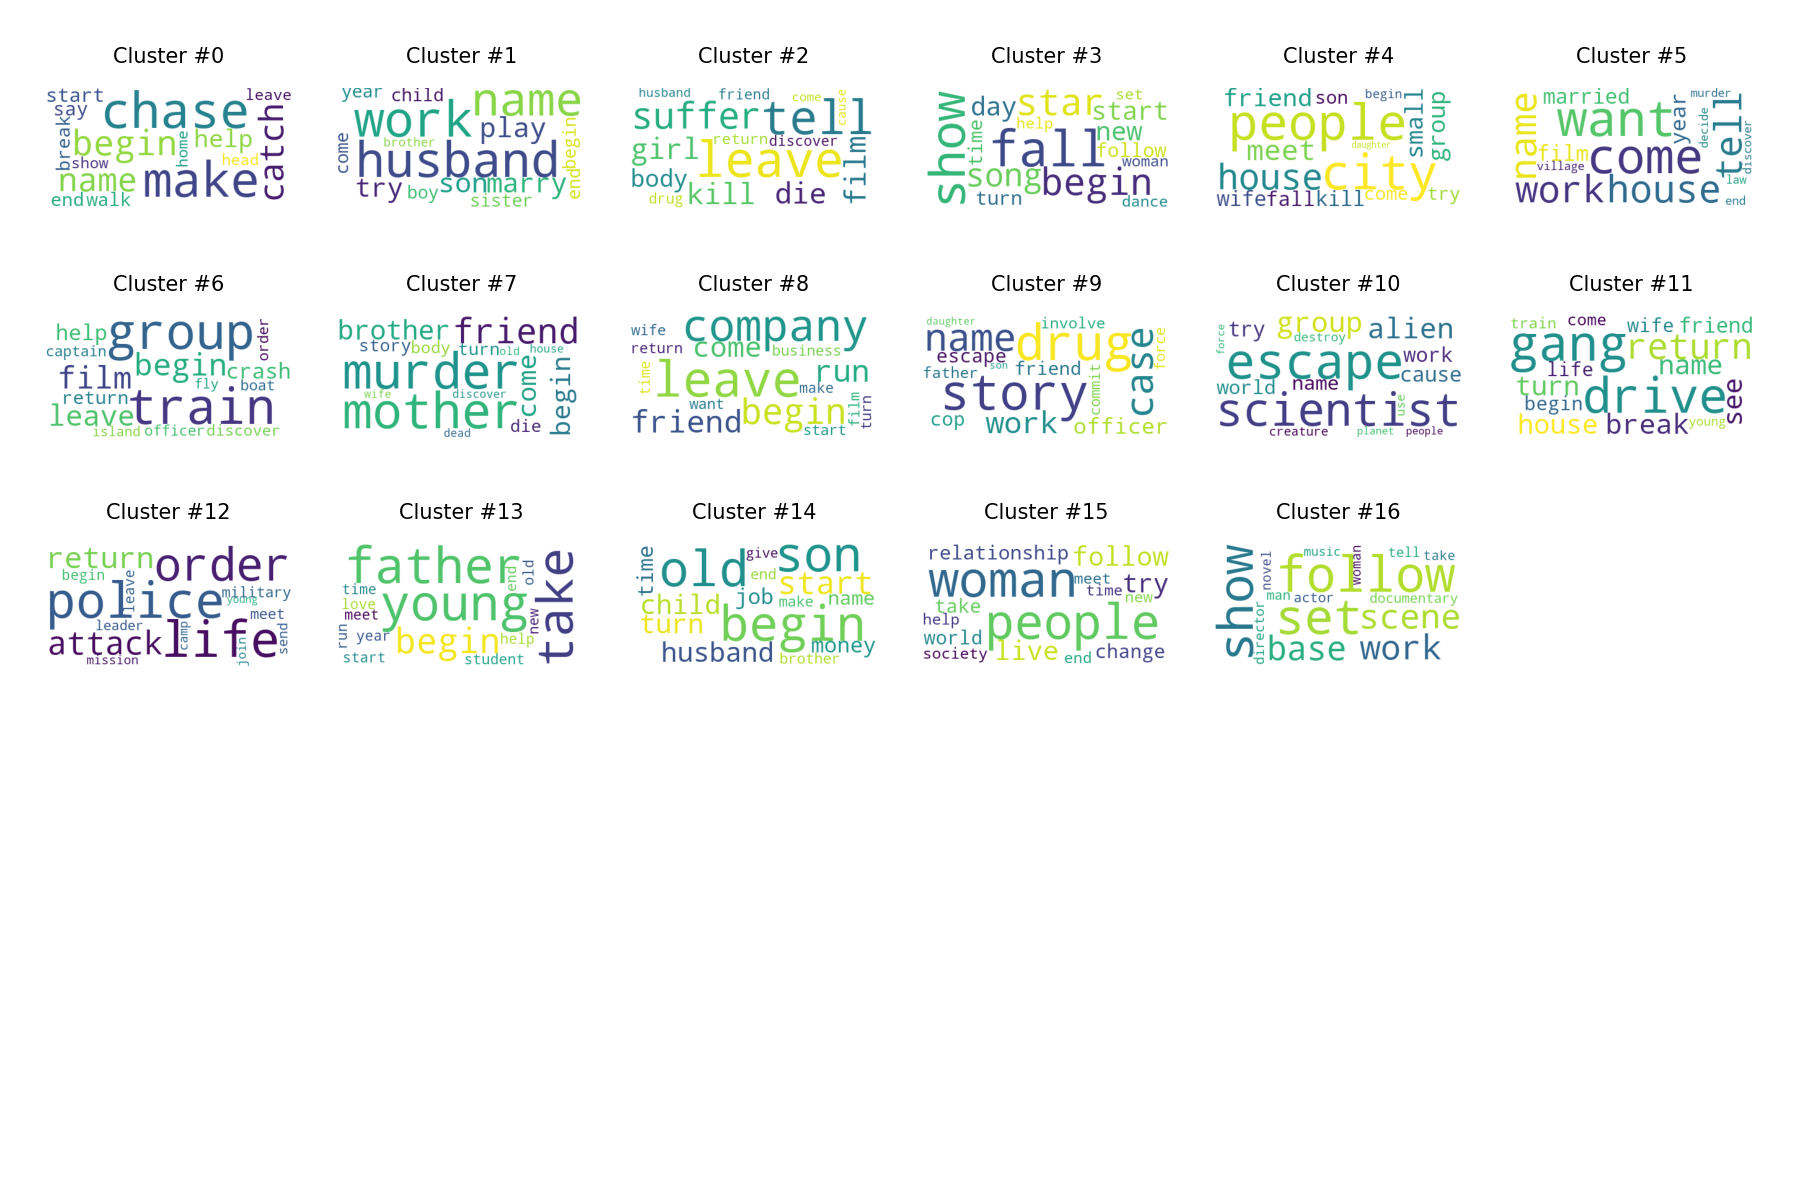 Cluster #0
start
say
break
chase
leave
catch
begin
help
home
show
head
name
make
end
walk
Cluster #1
year
child
name
work
play
begin
come
brother
husband
try
boy
son
marry
sister
end
Cluster #2
husband
friend
come
cause
suffer
tell
girl
return
discover
leave
film
body
drug
kill
die
Cluster #3
show
day
star
set
start
time
help
new
fall
follow
woman
song
begin
turn
dance
Cluster #4
friend
son
begin
small
group
people
meet
daughter
house
city
wife
fall
kill
come
try
Cluster #5
name
married
want
year
murder
tell
decide
discover
film
village
come
law
work
house
end
Cluster #6
help
group
order
captain
begin
crash
film
fly
boat
return
leave
train
island
officer
discover
Cluster #7
brother
friend
story
body
turn
old
house
murder
come
begin
wife
discover
mother
die
dead
Cluster #8
wife
company
return
come
business
time
leave
run
make
want
friend
begin
film
turn
start
Cluster #9
daughter
name
involve
drug
case
force
escape
father
son
friend
story
commit
cop
work
officer
Cluster #10
force
try
group
alien
destroy
escape
work
cause
world
name
use
scientist
creature
planet
people
Cluster #11
train
come
wife
friend
gang
return
life
name
turn
drive
see
begin
house
break
young
Cluster #12
return
order
begin
leave
police
military
young
meet
leader
camp
attack
life
join
send
mission
Cluster #13
father
take
end
old
time
love
young
meet
new
run
year
begin
help
start
student
Cluster #14
time
old
give
son
end
start
child
job
make
name
turn
begin
husband
money
brother
Cluster #15
relationship
follow
woman
meet
try
time
new
take
people
help
world
society
live
end
change
Cluster #16
show
novel
music
woman
tell
take
follow
man
actor
documentary
set
scene
director
base
work